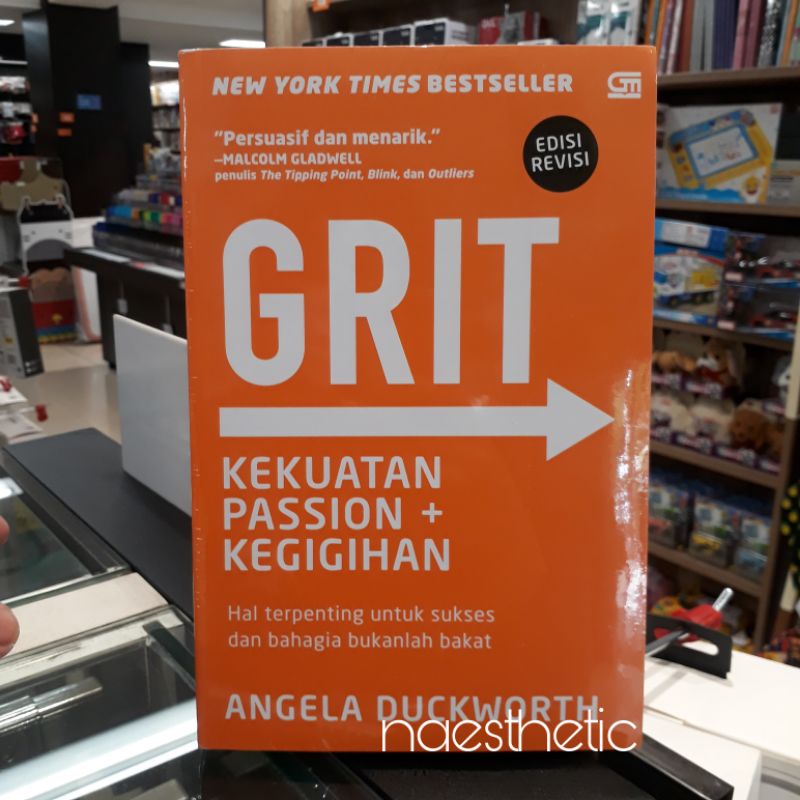 NEW YORK TIMES BESTSELLER
GM
"Persuasif dan menarik."
—MALCOLM GLADWELL
penulis The Tipping Point, Blink, dan Outliers
EDISI
REVISI
GRIT
KEKUATAN
PASSION +
KEGIGIHAN
Hal terpenting untuk sukses
dan bahagia bukanlah bakat
ANGELA DUCKWORTH
naesthetic